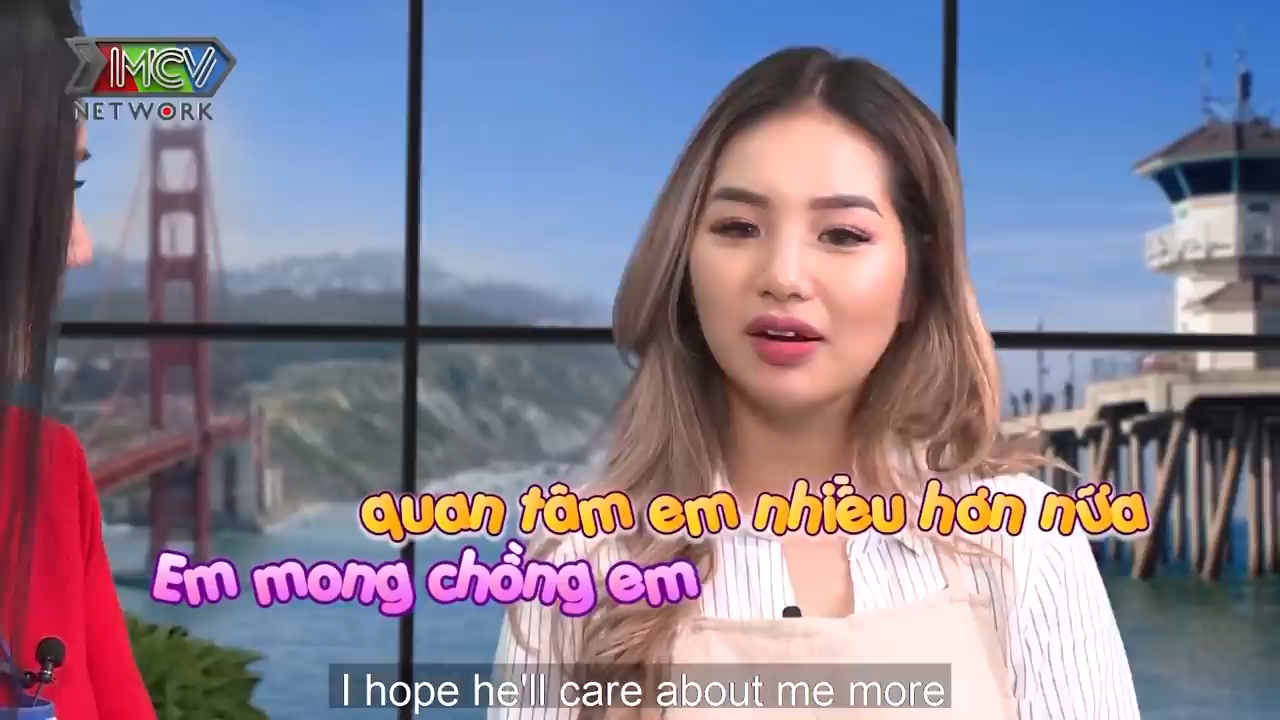 MCV
NETWORK
quan tâm em nhiều hơn nữa
Em mong chồng em
I hope he'll care about me more